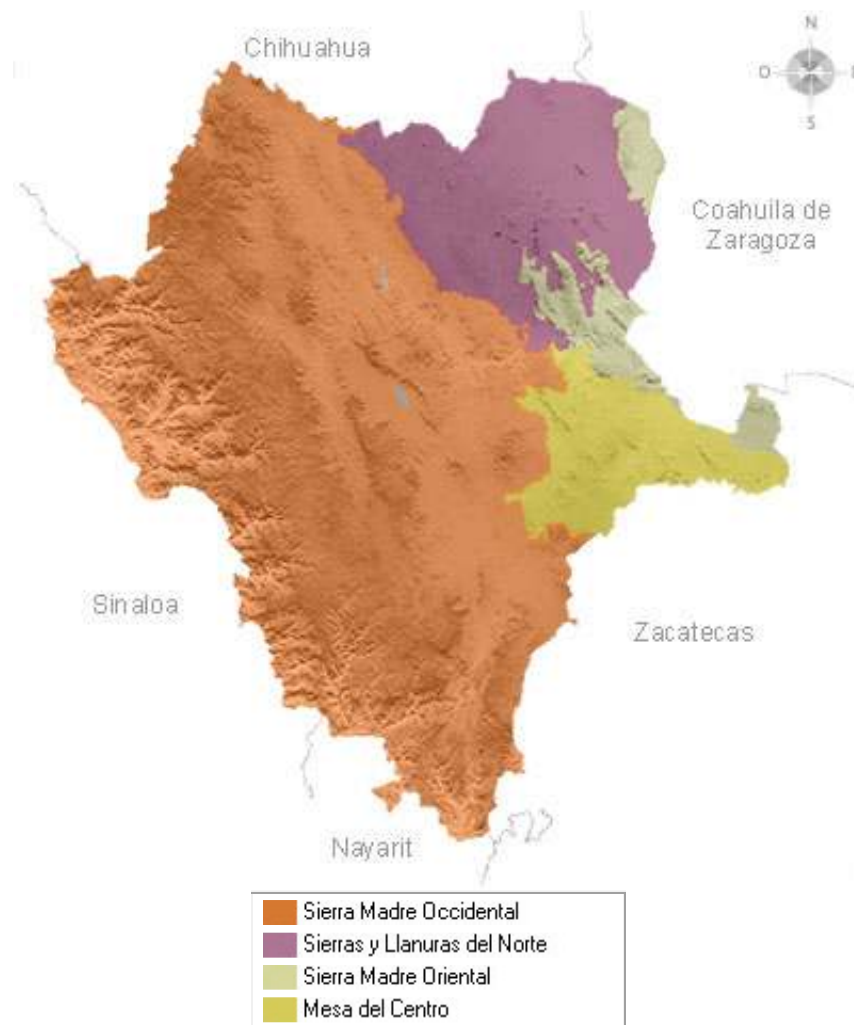 Chihuahua
N
O
S
Coahuila de
Zaragoza
Sinaloa
Zacatecas
Nayarit
Sierra Madre Occidental
Sierras y Llanuras del Norte
Sierra Madre Oriental
Mesa del Centro